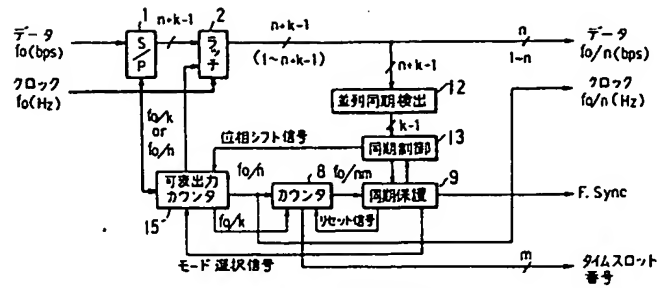 1
2
データ
fo(bps)
n+k-1
S/P
ラッチ
n+k-1
(1~n+k-1)
n
1~n
データ
fo/n(bps)
クロック
fo(Hz)
n+k-1
12
並列同期検出
クロック
fo/n(Hz)
fo/k
or
fo/n
k-1
13
位相シフト信号
同期制御
fo/n
8
fo/nm
9
可変出力
カウンタ
カウンタ
同期保護
F. Sync
15
fo/k
リセット信号
モード選択信号
m
タイムスロット
番号